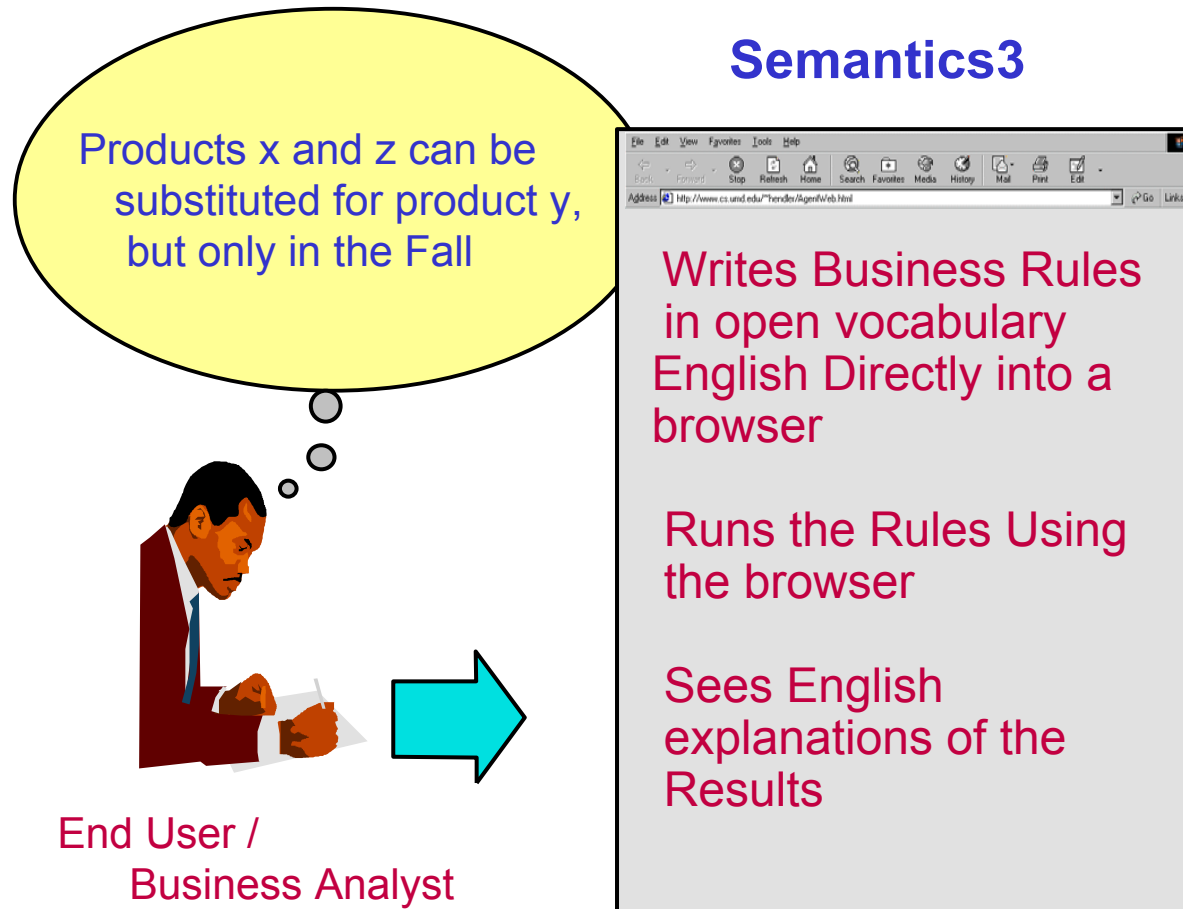 Semantics3
Products x and z can be
substituted for product y,
but only in the Fall
File Edit View Favorites Tools Help
Back Forward Stop Refresh Home Search Favorites Media History Mail Print Edit
Address http://www.cs.umd.edu/~hendler/AgentWeb.html Go Links
Writes Business Rules
in open vocabulary
English Directly into a
browser
Runs the Rules Using
the browser
Sees English
explanations of the
Results
End User /
Business Analyst